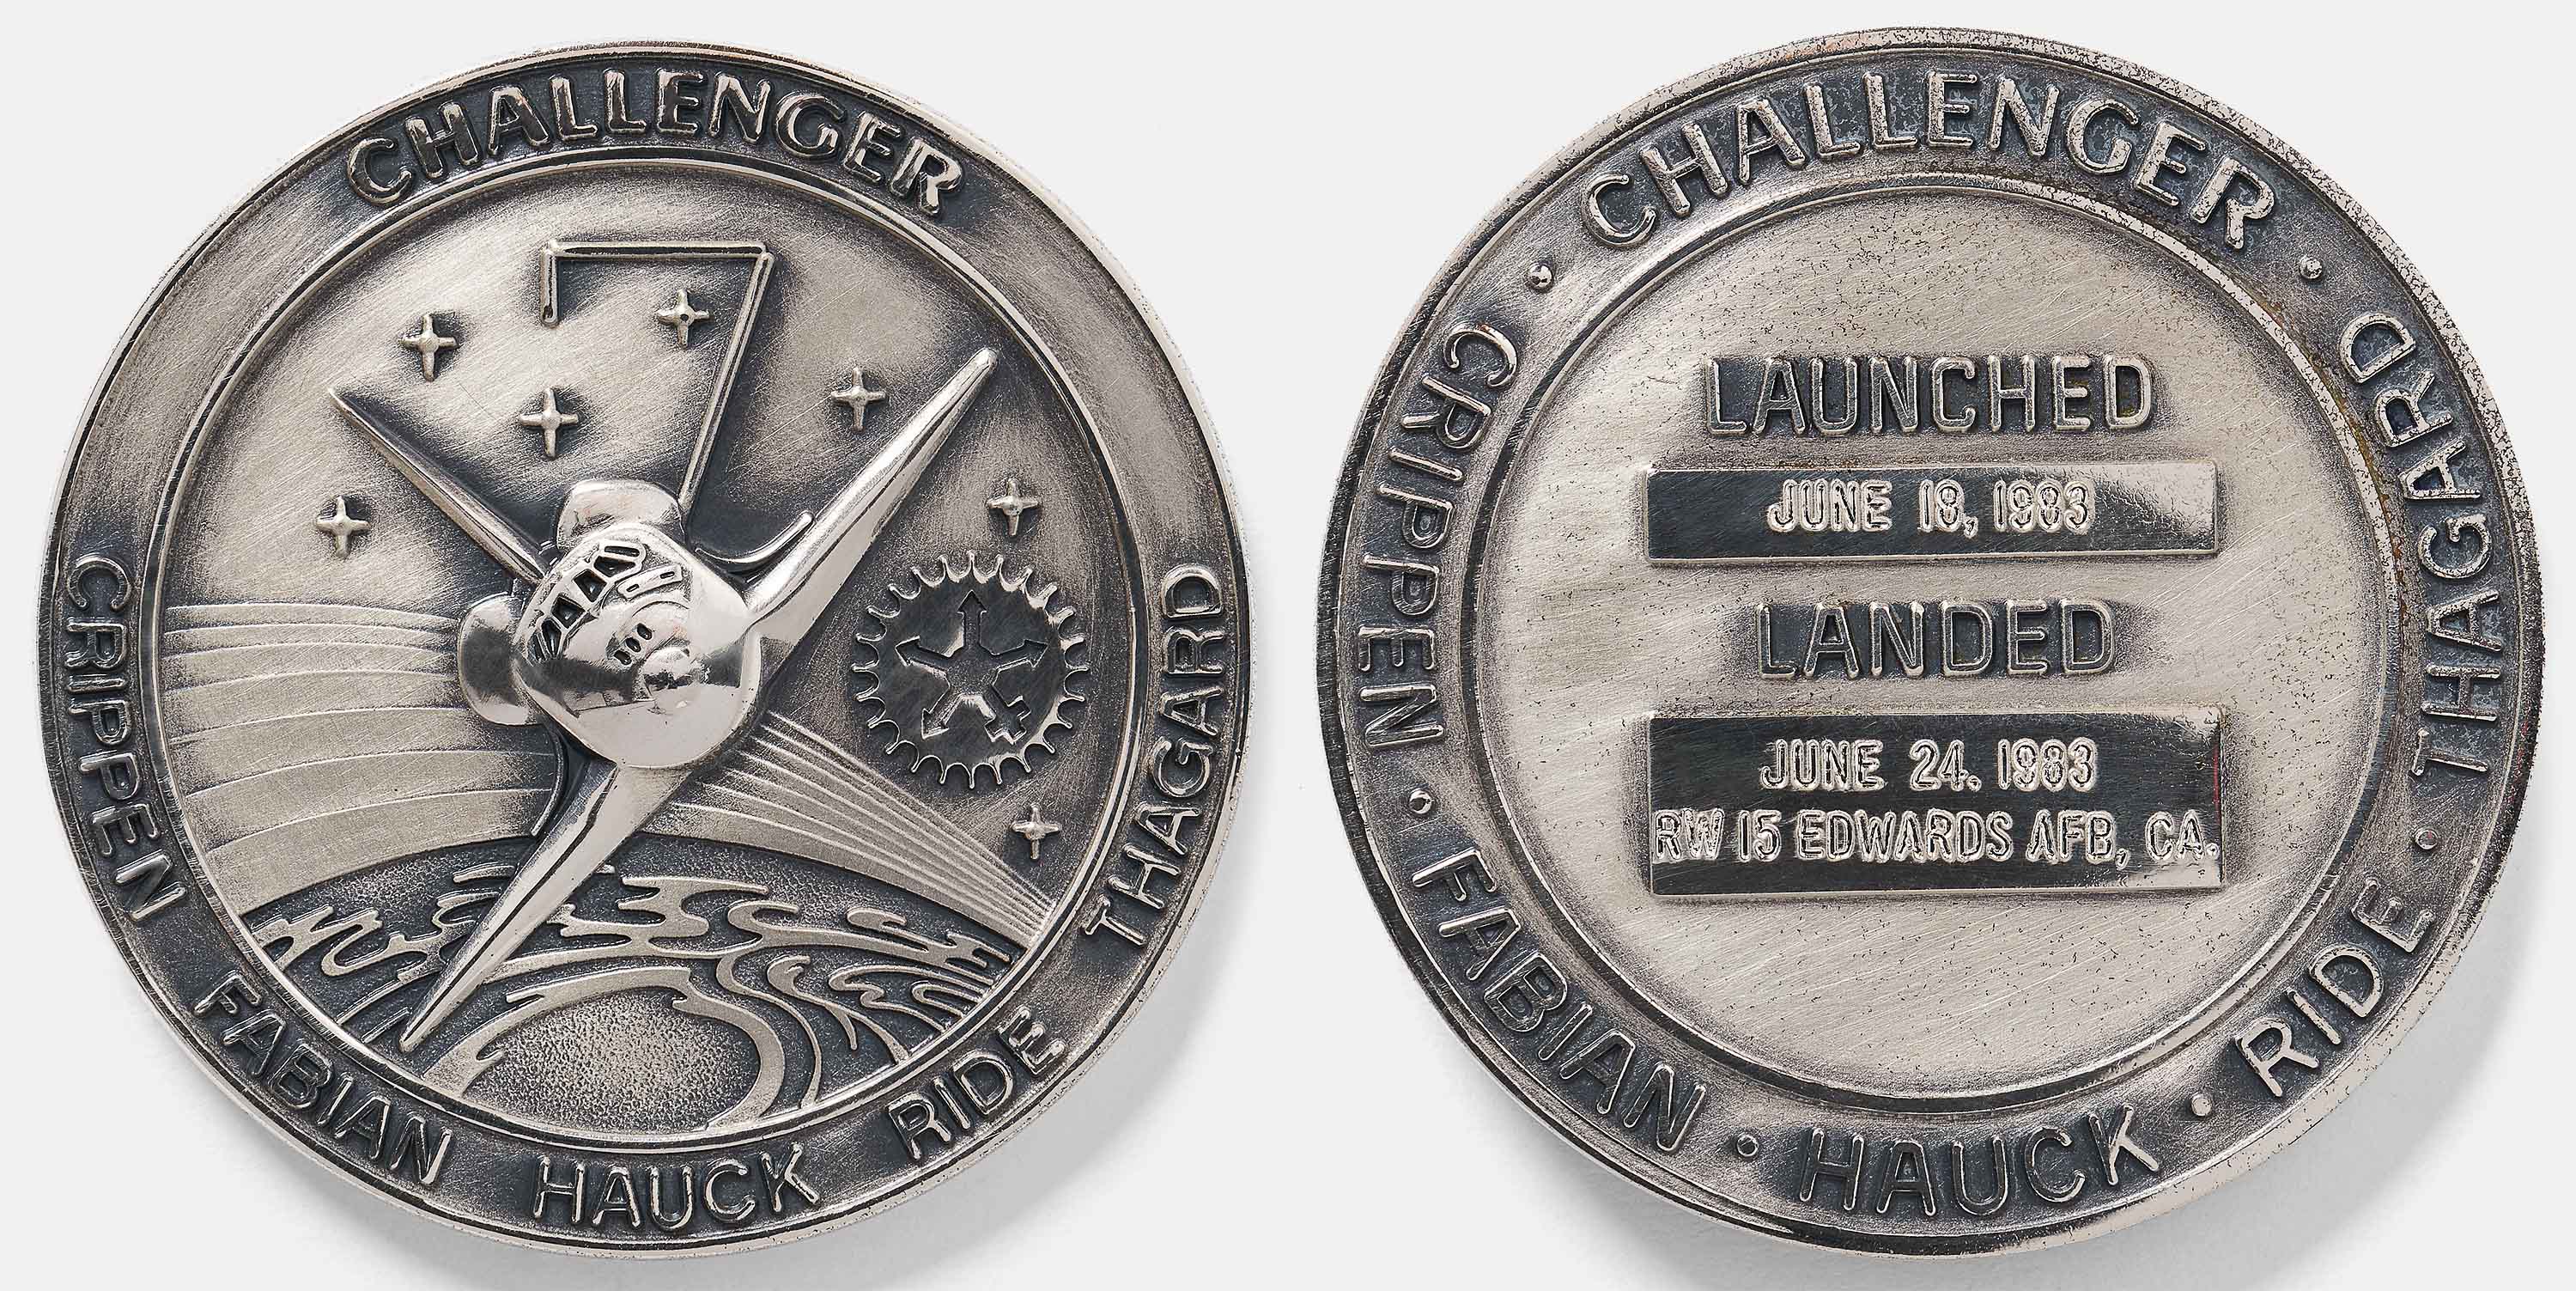 CHALLENGER
7
CRIPPEN FABIAN HAUCK RIDE THAGARD
· CHALLENGER ·
LAUNCHED
JUNE 18, 1983
LANDED
JUNE 24. 1983
RW 15 EDWARDS AFB, CA.
CRIPPEN · FABIAN · HAUCK · RIDE · THAGARD